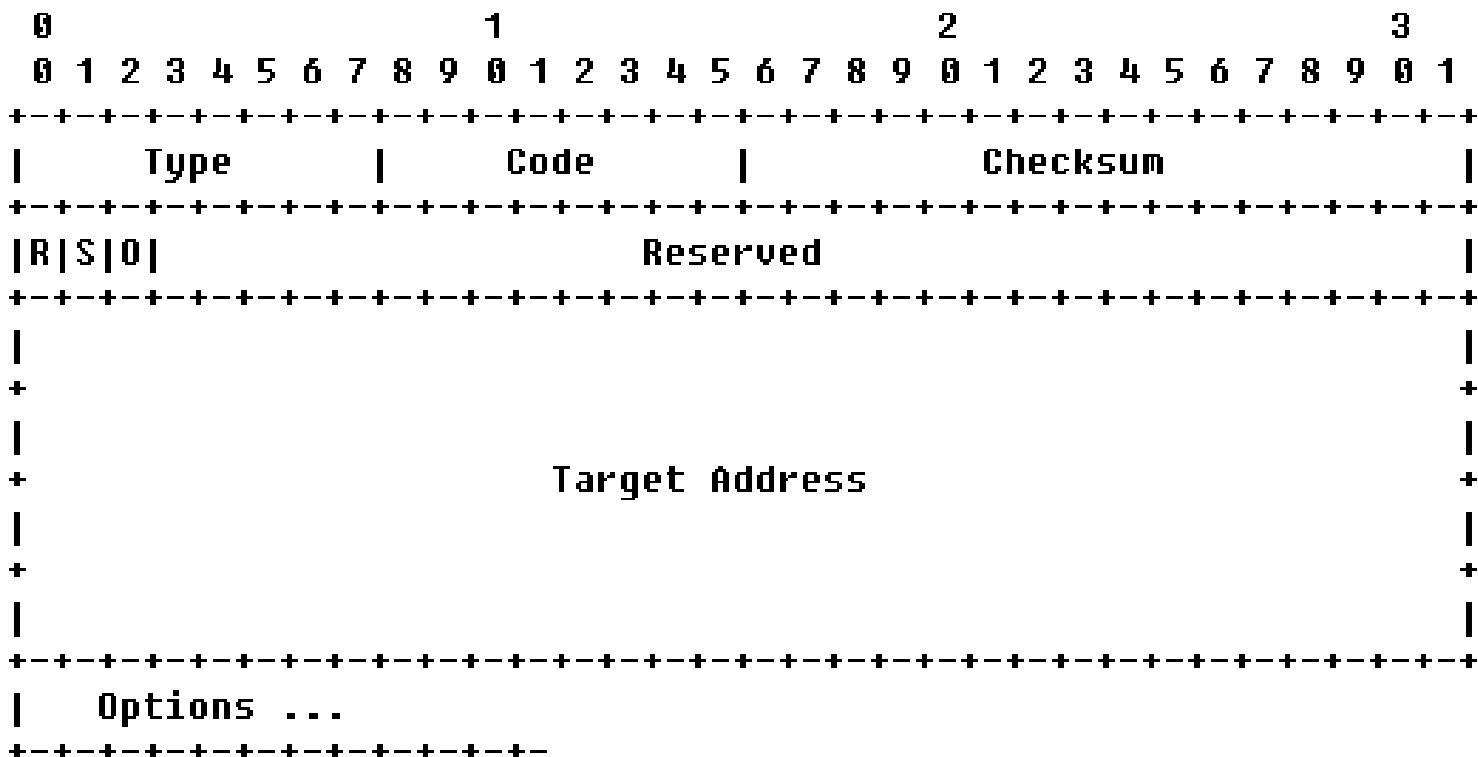 0                   1                   2                   3
 0 1 2 3 4 5 6 7 8 9 0 1 2 3 4 5 6 7 8 9 0 1 2 3 4 5 6 7 8 9 0 1
+-+-+-+-+-+-+-+-+-+-+-+-+-+-+-+-+-+-+-+-+-+-+-+-+-+-+-+-+-+-+-+-+
|     Type      |     Code      |          Checksum             |
+-+-+-+-+-+-+-+-+-+-+-+-+-+-+-+-+-+-+-+-+-+-+-+-+-+-+-+-+-+-+-+-+
|R|S|O|                     Reserved                            |
+-+-+-+-+-+-+-+-+-+-+-+-+-+-+-+-+-+-+-+-+-+-+-+-+-+-+-+-+-+-+-+-+
|                                                               |
+                                                               +
|                                                               |
+                       Target Address                          +
|                                                               |
+                                                               +
|                                                               |
+-+-+-+-+-+-+-+-+-+-+-+-+-+-+-+-+-+-+-+-+-+-+-+-+-+-+-+-+-+-+-+-+
|   Options ...
+-+-+-+-+-+-+-+-+-+-+-+-